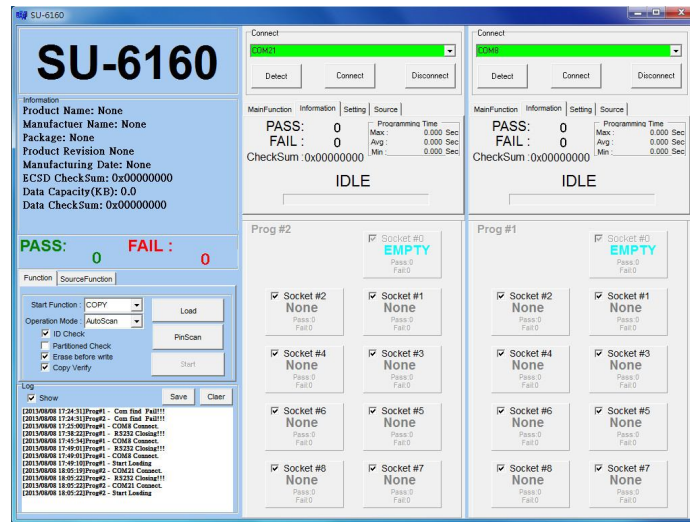 SU-6160
SU-6160
Information
Product Name: None
Manufactuer Name: None
Package: None
Product Revision None
Manufacturing Date: None
ECSD CheckSum: 0x00000000
Data Capacity(KB): 0.0
Data CheckSum: 0x00000000
PASS: 0 FAIL : 0
Function SourceFunction
Start Function : COPY
Operation Mode : AutoScan
ID Check
Partitioned Check
Erase before write
Copy Verify
Load
PinScan
Start
Log
Show Save Claer
[2013/08/08 17:24:31]Prog#1 - Com find Fail!!!
[2013/08/08 17:24:31]Prog#2 - Com find Fail!!!
[2013/08/08 17:25:00]Prog#1 - COM8 Connect.
[2013/08/08 17:38:22]Prog#1 - RS232 Closing!!!
[2013/08/08 17:45:34]Prog#1 - COM8 Connect.
[2013/08/08 17:49:01]Prog#1 - RS232 Closing!!!
[2013/08/08 17:49:01]Prog#1 - COM8 Connect.
[2013/08/08 17:49:10]Prog#1 - Start Loading
[2013/08/08 18:05:19]Prog#2 - COM21 Connect.
[2013/08/08 18:05:22]Prog#2 - RS232 Closing!!!
[2013/08/08 18:05:22]Prog#2 - COM21 Connect.
[2013/08/08 18:05:22]Prog#2 - Start Loading
Connect
COM21
Detect Connect Disconnect
MainFunction Information Setting Source
PASS: 0
FAIL : 0
CheckSum :0x00000000
Programming Time
Max : 0.000 Sec
Avg : 0.000 Sec
Min : 0.000 Sec
IDLE
Prog #2
Socket #0
EMPTY
Pass:0
Fail:0
Socket #2
None
Pass:0
Fail:0
Socket #1
None
Pass:0
Fail:0
Socket #4
None
Pass:0
Fail:0
Socket #3
None
Pass:0
Fail:0
Socket #6
None
Pass:0
Fail:0
Socket #5
None
Pass:0
Fail:0
Socket #8
None
Pass:0
Fail:0
Socket #7
None
Pass:0
Fail:0
Connect
COM8
Detect Connect Disconnect
MainFunction Information Setting Source
PASS: 0
FAIL : 0
CheckSum :0x00000000
Programming Time
Max : 0.000 Sec
Avg : 0.000 Sec
Min : 0.000 Sec
IDLE
Prog #1
Socket #0
EMPTY
Pass:0
Fail:0
Socket #2
None
Pass:0
Fail:0
Socket #1
None
Pass:0
Fail:0
Socket #4
None
Pass:0
Fail:0
Socket #3
None
Pass:0
Fail:0
Socket #6
None
Pass:0
Fail:0
Socket #5
None
Pass:0
Fail:0
Socket #8
None
Pass:0
Fail:0
Socket #7
None
Pass:0
Fail:0